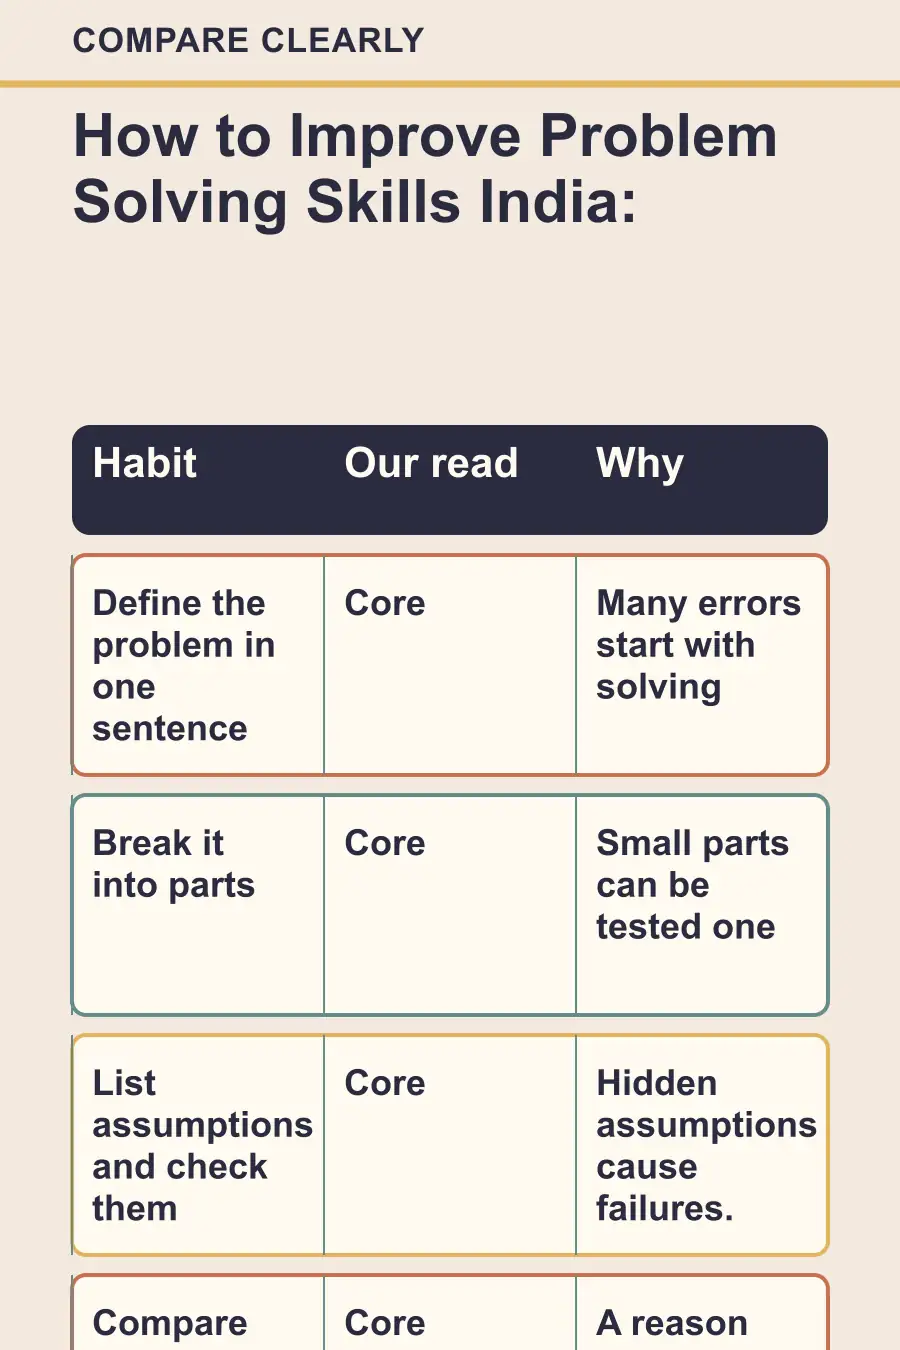 COMPARE CLEARLY
How to Improve Problem
Solving Skills India:
Habit
Our read
Why
Define the
problem in
one
sentence
Core
Many errors
start with
solving
Break it
into parts
Core
Small parts
can be
tested one
List
assumptions
and check
them
Core
Hidden
assumptions
cause
failures.
Compare
Core
A reason